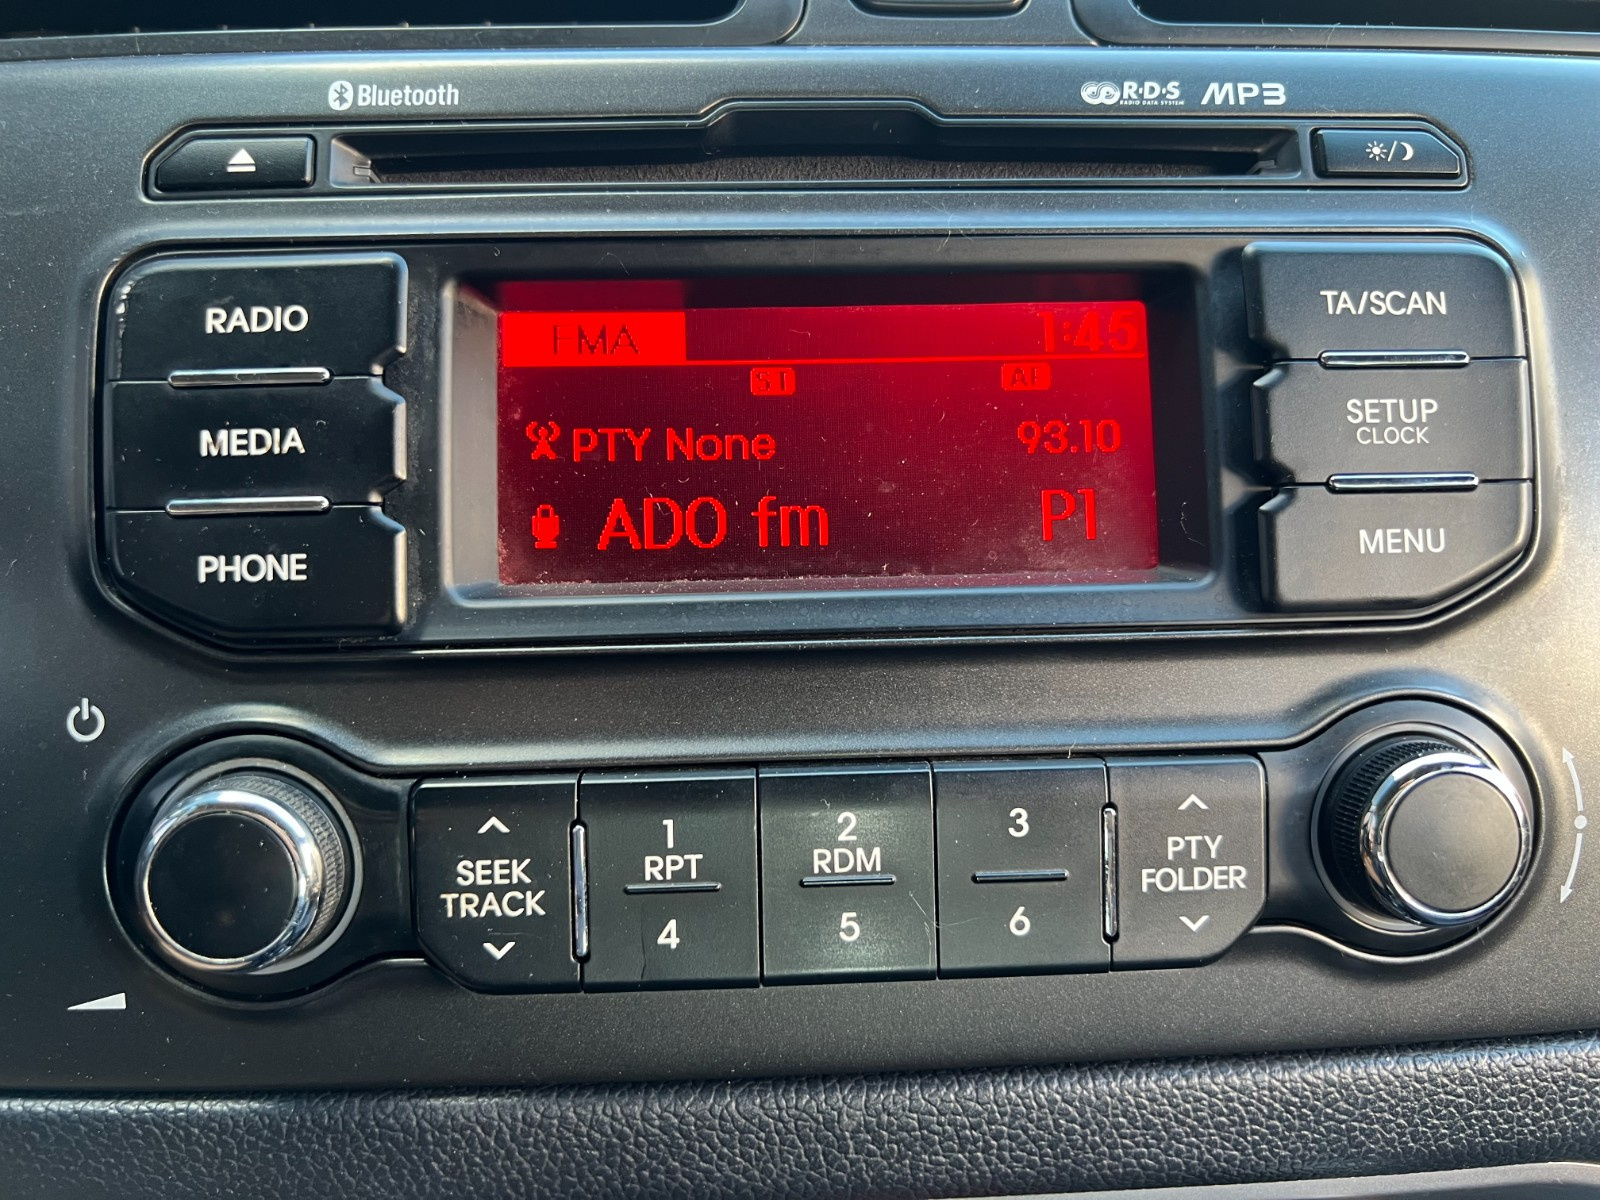 Bluetooth
R·D·S MP3
RADIO DATA SYSTEM
RADIO
MEDIA
PHONE
FMA 1:45
ST AF
PTY None 93.10
ADO fm P1
TA/SCAN
SETUP
CLOCK
MENU
SEEK
TRACK
1
RPT
4
2
RDM
5
3
6
PTY
FOLDER